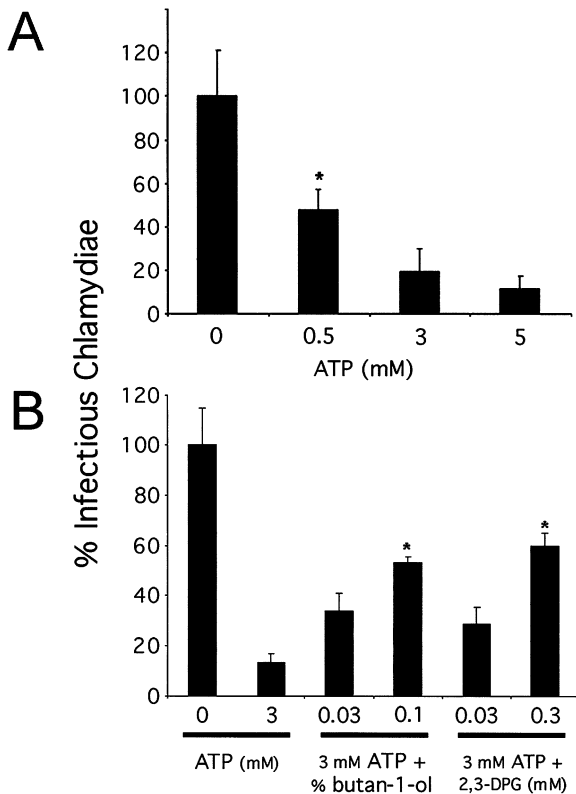 A
% Infectious Chlamydiae
120
100
80
60
40
20
0
*
0 0.5 3 5
ATP (mM)
B
120
100
80
60
40
20
0
* *
0 3 0.03 0.1 0.03 0.3
ATP (mM)
3 mM ATP +
% butan-1-ol
3 mM ATP +
2,3-DPG (mM)